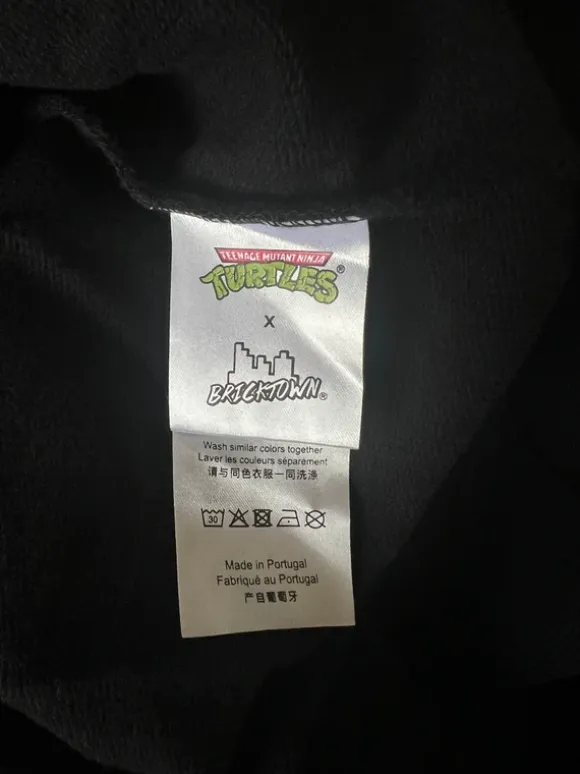 TEENAGE MUTANT NINJA
TURTLES®
X
BRICKTOWN®
Wash similar colors together
Laver les couleurs séparément
请与同色衣服一同洗涤
30
Made in Portugal
Fabriqué au Portugal
产自葡萄牙